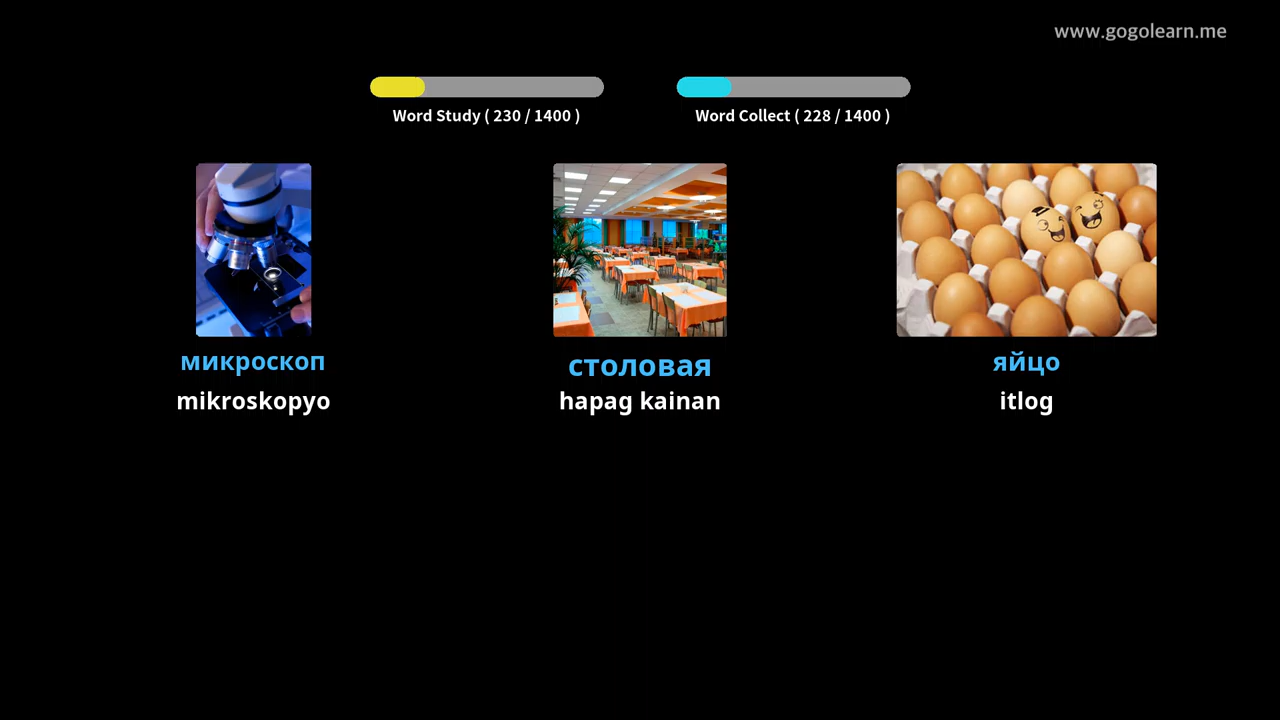 www.gogolearn.me
Word Study ( 230 / 1400 )
Word Collect ( 228 / 1400 )
микроскоп
mikroskopyo
столовая
hapag kainan
яйцо
itlog